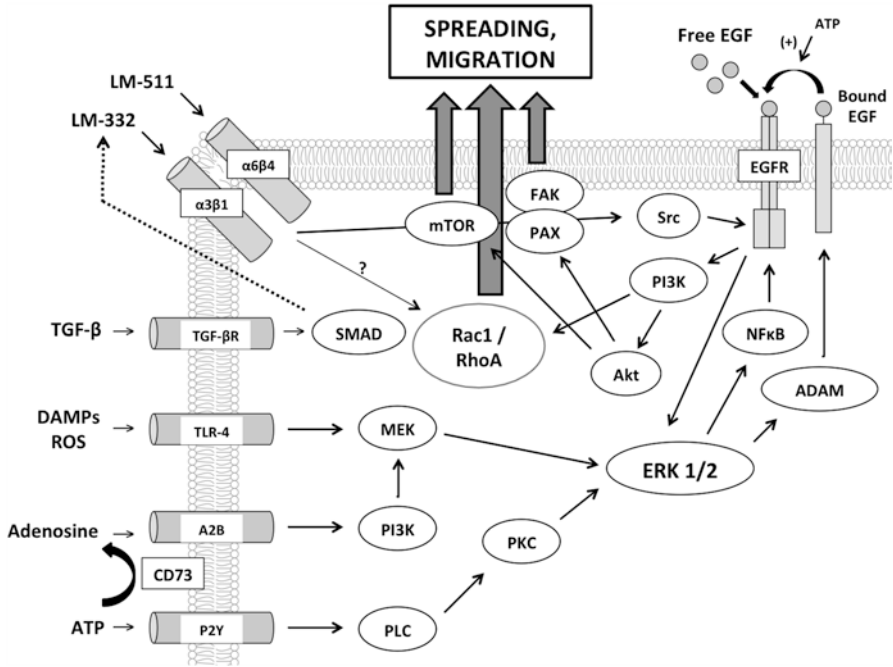 SPREADING,
MIGRATION
Free EGF
(+)
ATP
Bound
EGF
LM-511
LM-332
α6β4
α3β1
EGFR
FAK
mTOR
PAX
Src
?
PI3K
TGF-β
TGF-βR
SMAD
Rac1 /
RhoA
Akt
NFκB
ADAM
DAMPs
ROS
TLR-4
MEK
ERK 1/2
Adenosine
A2B
PI3K
PKC
CD73
ATP
P2Y
PLC